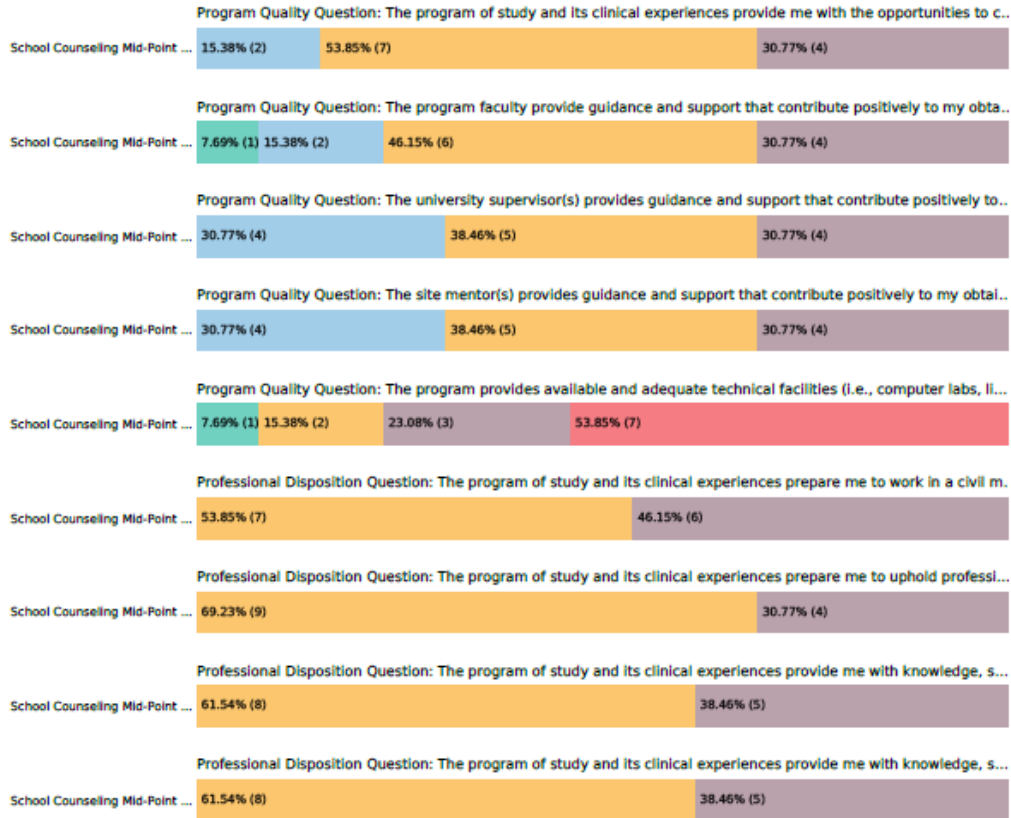 Program Quality Question: The program of study and its clinical experiences provide me with the opportunities to c..
School Counseling Mid-Point ... 15.38% (2) 53.85% (7) 30.77% (4)
Program Quality Question: The program faculty provide guidance and support that contribute positively to my obta..
School Counseling Mid-Point ... 7.69% (1) 15.38% (2) 46.15% (6) 30.77% (4)
Program Quality Question: The university supervisor(s) provides guidance and support that contribute positively to..
School Counseling Mid-Point ... 30.77% (4) 38.46% (5) 30.77% (4)
Program Quality Question: The site mentor(s) provides guidance and support that contribute positively to my obtai..
School Counseling Mid-Point ... 30.77% (4) 38.46% (5) 30.77% (4)
Program Quality Question: The program provides available and adequate technical facilities (i.e., computer labs, li...
School Counseling Mid-Point ... 7.69% (1) 15.38% (2) 23.08% (3) 53.85% (7)
Professional Disposition Question: The program of study and its clinical experiences prepare me to work in a civil m.
School Counseling Mid-Point ... 53.85% (7) 46.15% (6)
Professional Disposition Question: The program of study and its clinical experiences prepare me to uphold professi...
School Counseling Mid-Point ... 69.23% (9) 30.77% (4)
Professional Disposition Question: The program of study and its clinical experiences provide me with knowledge, s...
School Counseling Mid-Point ... 61.54% (8) 38.46% (5)
Professional Disposition Question: The program of study and its clinical experiences provide me with knowledge, s...
School Counseling Mid-Point ... 61.54% (8) 38.46% (5)